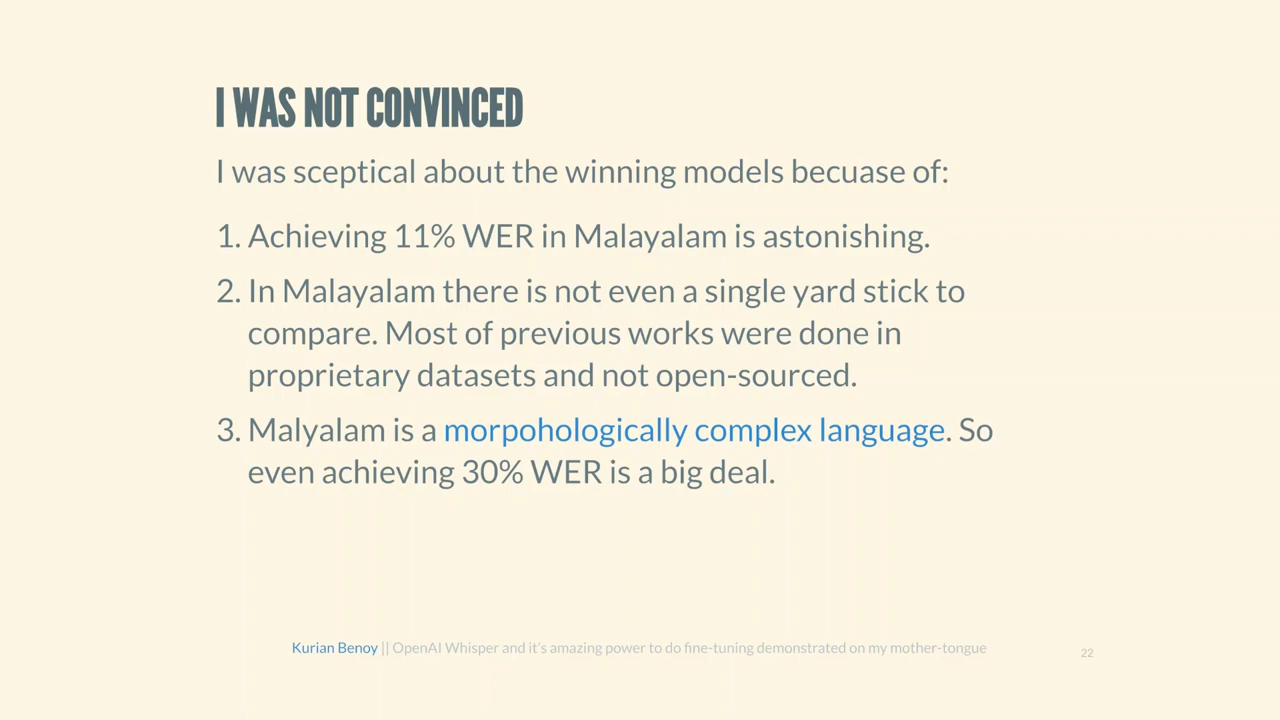 I WAS NOT CONVINCED
I was sceptical about the winning models becuase of:
1. Achieving 11% WER in Malayalam is astonishing.
2. In Malayalam there is not even a single yard stick to
compare. Most of previous works were done in
proprietary datasets and not open-sourced.
3. Malyalam is a morpohologically complex language. So
even achieving 30% WER is a big deal.
Kurian Benoy || OpenAI Whisper and it's amazing power to do fine-tuning demonstrated on my mother-tongue
22